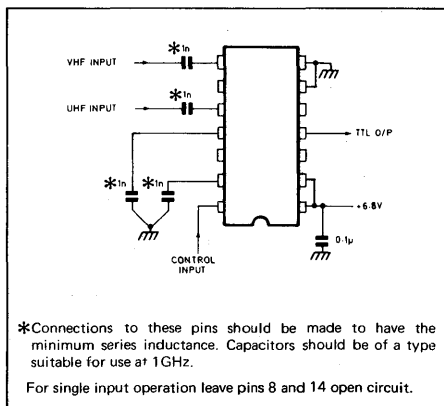 VHF INPUT
*1n
UHF INPUT
*1n
TTL O/P
*1n
*1n
+6.8V
0.1μ
CONTROL
INPUT
*Connections to these pins should be made to have the
minimum series inductance. Capacitors should be of a type
suitable for use at 1GHz.
For single input operation leave pins 8 and 14 open circuit.